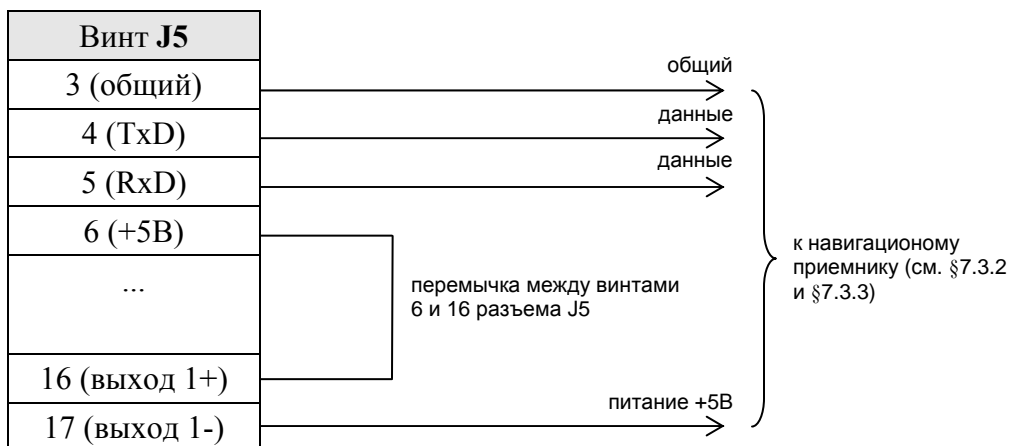 Винт J5
3 (общий)
общий
4 (TxD)
данные
5 (RxD)
данные
6 (+5В)
...
перемычка между винтами
6 и 16 разъема J5
к навигационому
приемнику (см. §7.3.2
и §7.3.3)
16 (выход 1+)
17 (выход 1-)
питание +5В